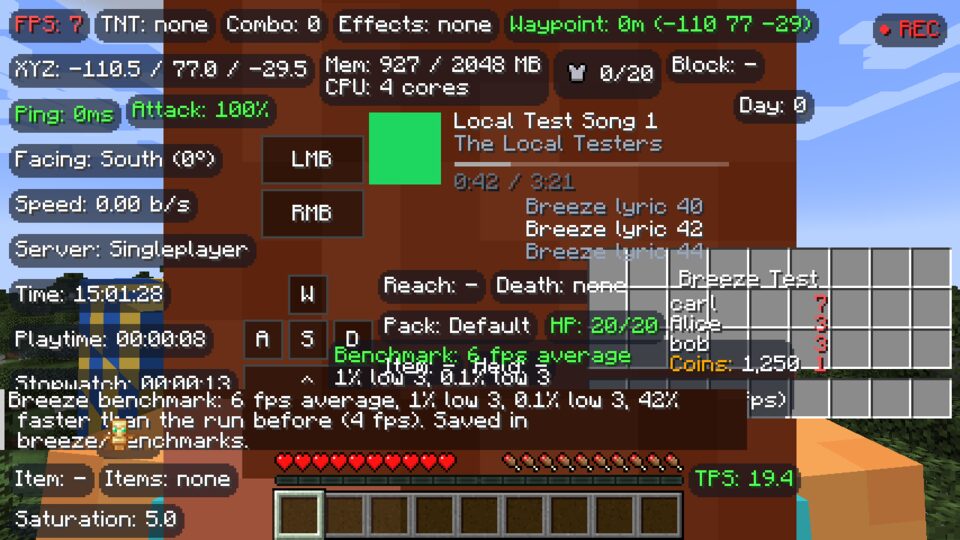 FPS: 7
TNT: none
Combo: 0
Effects: none
Waypoint: 0m (-110 77 -29)
● REC
XYZ: -110.5 / 77.0 / -29.5
Mem: 927 / 2048 MB
CPU: 4 cores
0/20
Block: -
Day: 0
Ping: 0ms
Attack: 100%
Local Test Song 1
The Local Testers
0:42 / 3:21
Facing: South (0°)
LMB
RMB
Speed: 0.00 b/s
Breeze lyric 40
Breeze lyric 42
Breeze lyric 44
Server: Singleplayer
Breeze Test
carl 7
Alice 3
bob 3
Coins: 1,250 1
Time: 15:01:28
W
Reach: -
Death: none
Playtime: 00:00:08
A
S
D
Pack: Default
HP: 20/20
Benchmark: 6 fps average
1% low 3, 0.1% low 3
Item: -
Held: -
Stopwatch: 00:00:13
^
Breeze benchmark: 6 fps average, 1% low 3, 0.1% low 3, 42%
faster than the run before (4 fps). Saved in
breeze/benchmarks.
fps)
Item: -
Items: none
TPS: 19.4
Saturation: 5.0